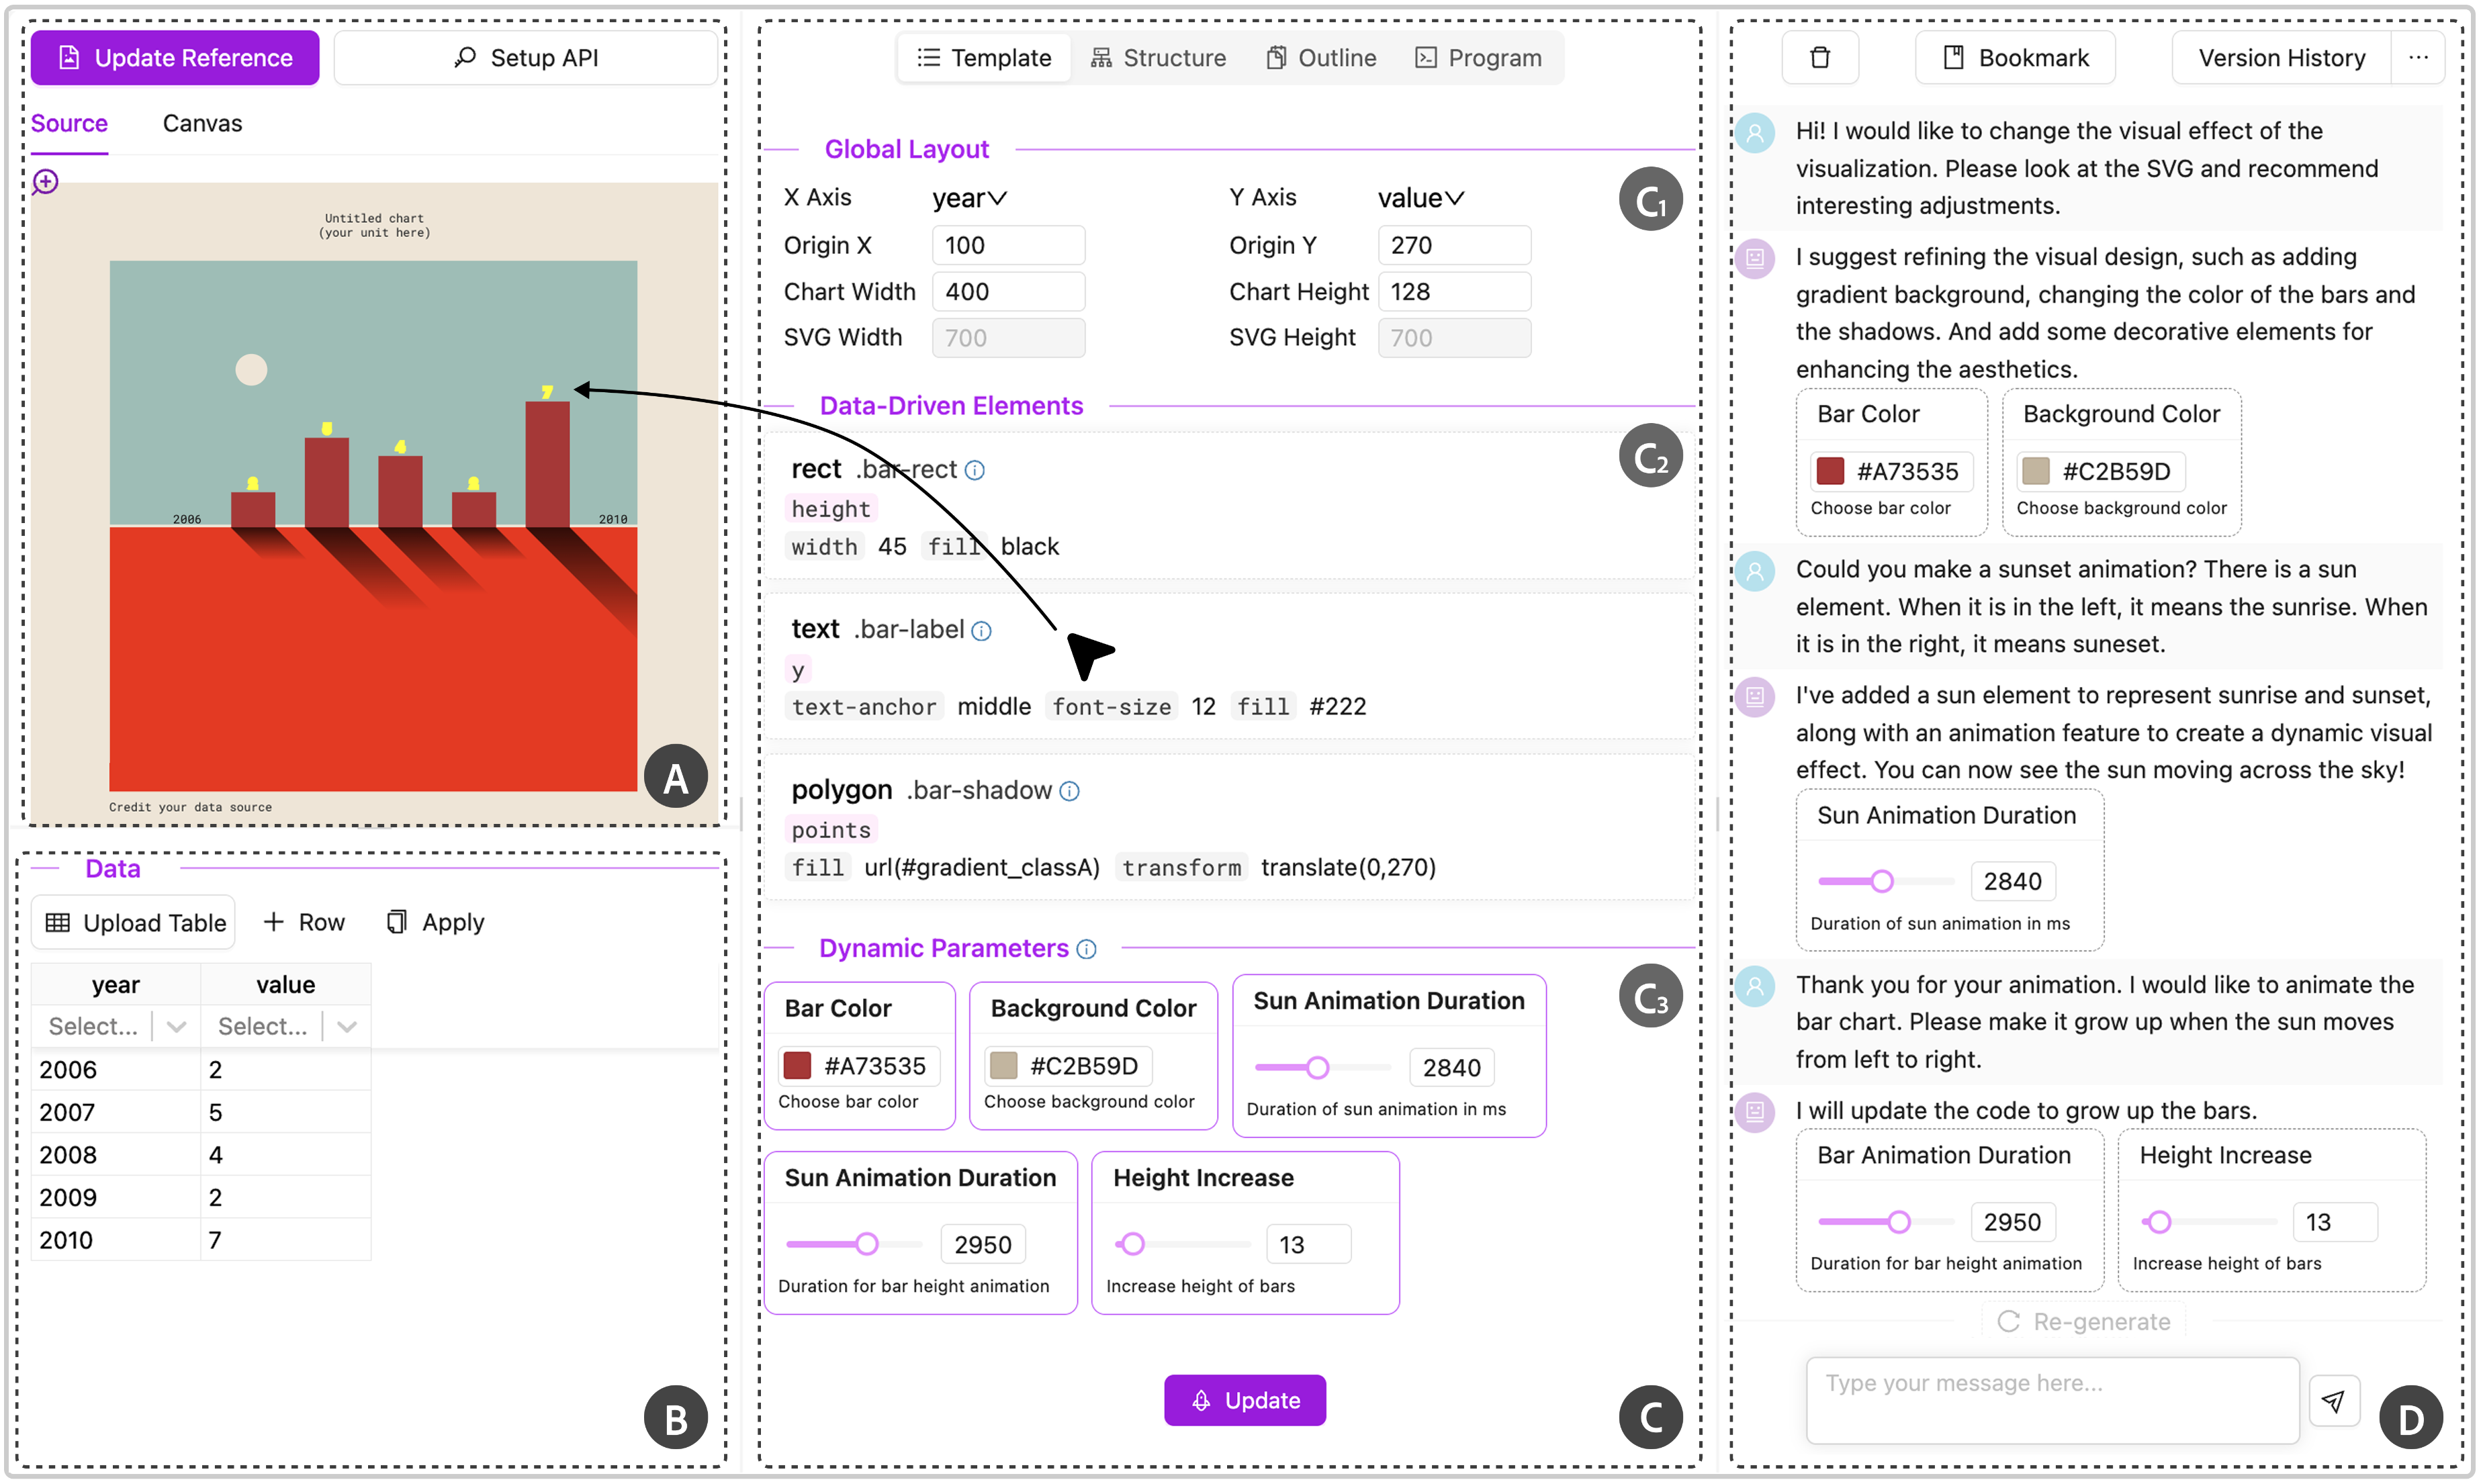 Update Reference
Setup API
Source
Canvas
Untitled chart
(your unit here)
7
5
4
2006
2010
Credit your data source
A
Data
Upload Table
Row
Apply
year value
Select... Select...
2006 2
2007 5
2008 4
2009 2
2010 7
B
Template
Structure
Outline
Program
Global Layout
C1
X Axis year Y Axis value
Origin X 100 Origin Y 270
Chart Width 400 Chart Height 128
SVG Width 700 SVG Height 700
Data-Driven Elements
C2
rect .bar-rect
height
width 45 fill black
text .bar-label
y
text-anchor middle font-size 12 fill #222
polygon .bar-shadow
points
fill url(#gradient_classA) transform translate(0,270)
Dynamic Parameters
C3
Bar Color
#A73535
Choose bar color
Background Color
#C2B59D
Choose background color
Sun Animation Duration
2840
Duration of sun animation in ms
Sun Animation Duration
2950
Duration for bar height animation
Height Increase
13
Increase height of bars
Update
C
Bookmark
Version History
...
Hi! I would like to change the visual effect of the
visualization. Please look at the SVG and recommend
interesting adjustments.
I suggest refining the visual design, such as adding
gradient background, changing the color of the bars and
the shadows. And add some decorative elements for
enhancing the aesthetics.
Bar Color
#A73535
Choose bar color
Background Color
#C2B59D
Choose background color
Could you make a sunset animation? There is a sun
element. When it is in the left, it means the sunrise. When
it is in the right, it means suneset.
I've added a sun element to represent sunrise and sunset,
along with an animation feature to create a dynamic visual
effect. You can now see the sun moving across the sky!
Sun Animation Duration
2840
Duration of sun animation in ms
Thank you for your animation. I would like to animate the
bar chart. Please make it grow up when the sun moves
from left to right.
I will update the code to grow up the bars.
Bar Animation Duration
2950
Duration for bar height animation
Height Increase
13
Increase height of bars
Re-generate
Type your message here...
D